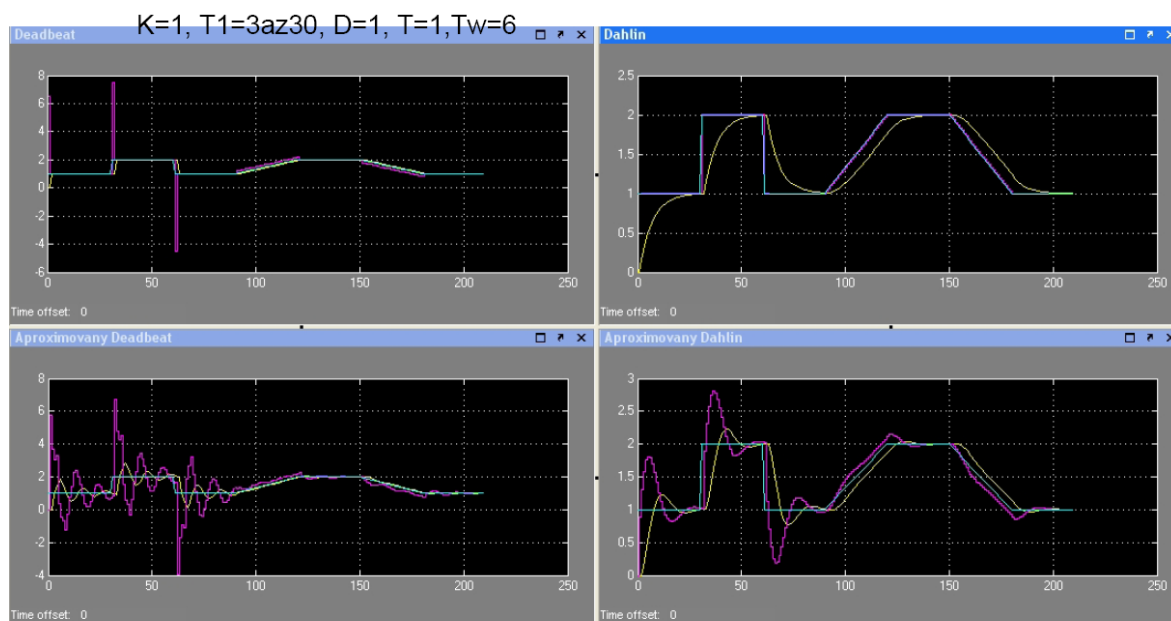 K=1, T1=3az30, D=1, T=1,Tw=6
Deadbeat
8
6
4
2
0
-2
-4
-6
0 50 100 150 200 250
Time offset: 0
Dahlin
2.5
2
1.5
1
0.5
0
0 50 100 150 200 250
Time offset: 0
Aproximovany Deadbeat
8
6
4
2
0
-2
-4
0 50 100 150 200 250
Time offset: 0
Aproximovany Dahlin
3
2.5
2
1.5
1
0.5
0
0 50 100 150 200 250
Time offset: 0